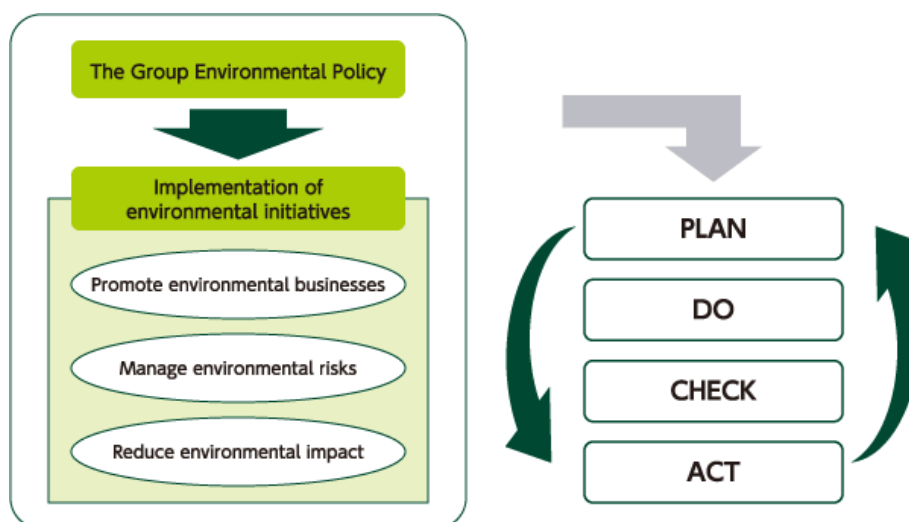 The Group Environmental Policy
Implementation of
environmental initiatives
Promote environmental businesses
Manage environmental risks
Reduce environmental impact
PLAN
DO
CHECK
ACT